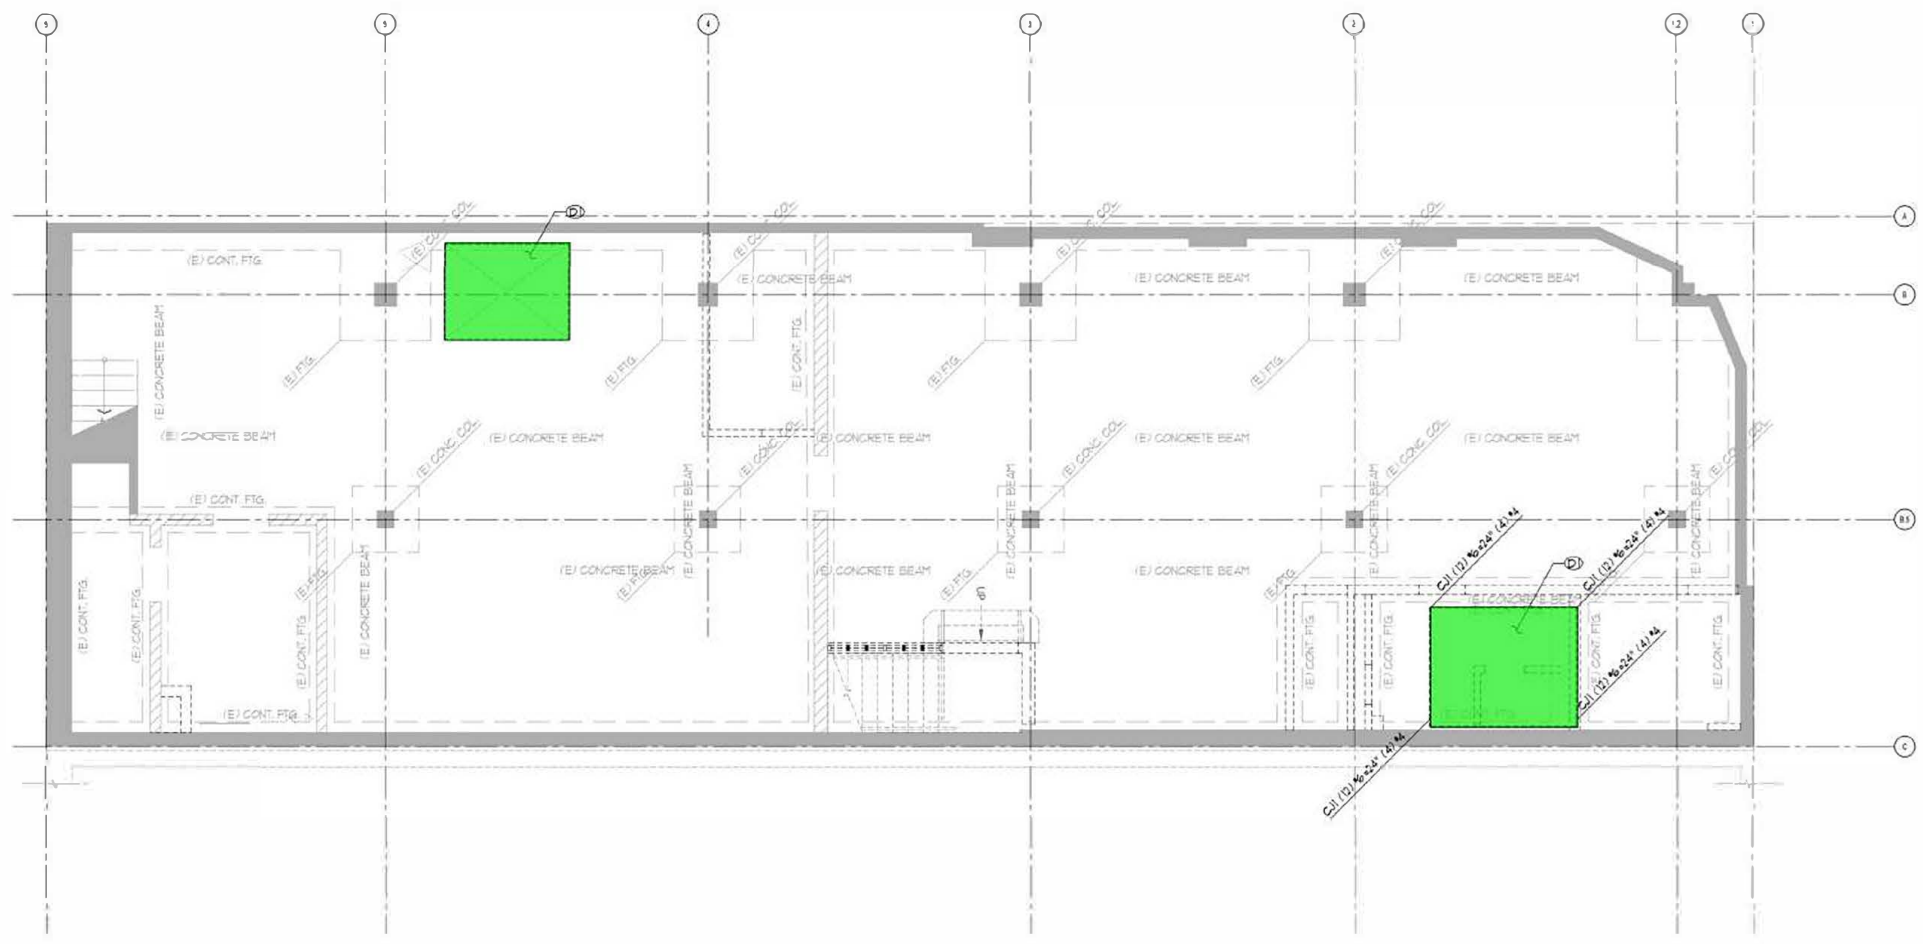 5
4
3
2
1.2
1
A
D1
(E) CONC. COL.
(E) CONC. COL.
(E) CONC. COL.
(E) CONC. COL.
(E) CONT. FTG.
(E) CONCRETE BEAM
(E) CONCRETE BEAM
(E) CONCRETE BEAM
B
(E) CONCRETE BEAM
(E) CONT. FTG.
(E) FTG.
(E) FTG.
(E) FTG.
(E) FTG.
(E) CONCRETE BEAM
(E) CONCRETE BEAM
(E) CONCRETE BEAM
(E) CONCRETE BEAM
(E) CONCRETE BEAM
(E) CONC. COL.
(E) CONC. COL.
(E) CONC. COL.
(E) CONC. COL.
(E) CONC. COL.
(E) CONT. FTG.
(E) CONCRETE BEAM
(E) CONCRETE BEAM
(E) CONCRETE BEAM
(E) CONCRETE BEAM
B.5
CJ1 (12) #6@24" (4) #4
CJ1 (12) #6@24" (4) #4
D1
(E) CONCRETE BEAM
(E) CONCRETE BEAM
(E) CONCRETE BEAM
(E) CONCRETE BEAM
(E) FTG.
(E) FTG.
(E) FTG.
(E) FTG.
UP
(E) CONCRETE BEAM
(E) CONT. FTG.
(E) CONT. FTG.
(E) CONT. FTG.
(E) CONT. FTG.
(E) CONT. FTG.
(E) CONT. FTG.
(E) CONT. FTG.
CJ1 (12) #6@24" (4) #4
(E) CONT. FTG.
(E) CONT. FTG.
C
CJ1 (12) #6@24" (4) #4